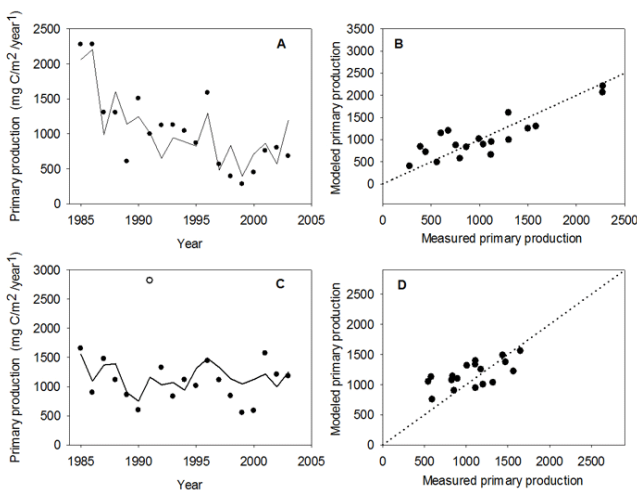 A
Primary production (mg C/m² /year¹)
2500
2000
1500
1000
500
0
1985 1990 1995 2000 2005
Year
B
Modeled primary production
3500
3000
2500
2000
1500
1000
500
0
0 500 1000 1500 2000 2500
Measured primary production
C
Primary production (mg C/m² /year¹)
3000
2500
2000
1500
1000
500
0
1985 1990 1995 2000 2005
Year
D
Modeled primary production
3000
2500
2000
1500
1000
500
0
0 500 1000 1500 2000 2500
Measured primary production